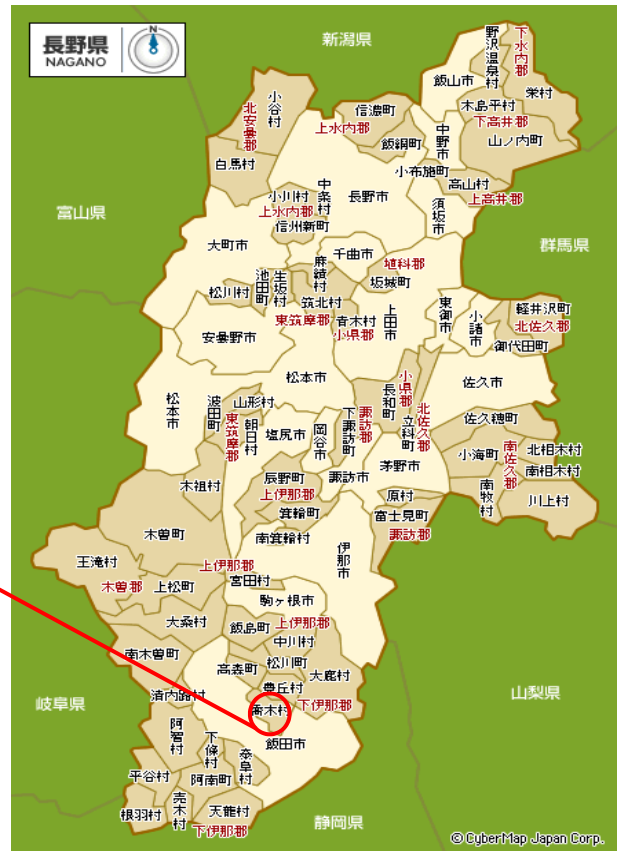 長野県
NAGANO
N
新潟県
富山県
群馬県
岐阜県
山梨県
静岡県
下水内郡
野沢温泉村
飯山市
栄村
木島平村
下高井郡
山ノ内町
小谷村
北安曇郡
白馬村
信濃町
上水内郡
飯綱町
中野市
小布施町
高山村
上高井郡
須坂市
長野市
小川村
中条村
上水内郡
信州新町
大町市
千曲市
埴科郡
坂城町
麻績村
生坂村
池田町
松川村
筑北村
東筑摩郡
青木村
小県郡
上田市
東御市
小諸市
軽井沢町
北佐久郡
御代田町
安曇野市
松本市
松本市
波田町
山形村
東筑摩郡
朝日村
塩尻市
岡谷市
下諏訪町
諏訪郡
長和町
小県郡
立科町
北佐久郡
佐久市
佐久穂町
小海町
南佐久郡
北相木村
南相木村
南牧村
川上村
茅野市
諏訪市
原村
富士見町
諏訪郡
辰野町
上伊那郡
箕輪町
南箕輪村
伊那市
木祖村
木曽町
王滝村
木曽郡
上松町
上伊那郡
宮田村
駒ヶ根市
大桑村
飯島町
上伊那郡
中川村
南木曽町
高森町
松川町
大鹿村
豊丘村
下伊那郡
清内路村
喬木村
飯田市
阿智村
下條村
泰阜村
平谷村
阿南町
売木村
根羽村
天龍村
下伊那郡
© CyberMap Japan Corp.